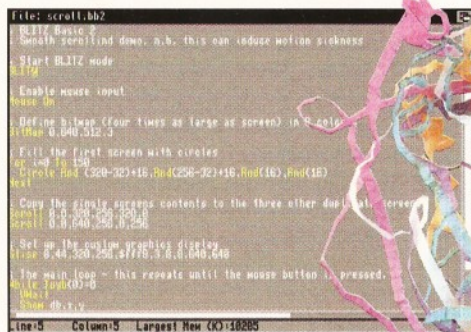 File: scroll.bb2
; BLITZ Basic 2
; Smooth scrollind demo, n.b. this can induce motion sickness
; Start BLITZ mode
BLITZ
; Enable mouse input
Mouse On
; Define bitmap (four times as large as screen) in 8 colo
BitMap 0,640,512,3
; Fill the first screen with circles
For i=0 To 150
Circle Rnd (320-32)+16,Rnd(256-32)+16,Rnd(16),Rnd(16)
Next
; Copy the single screens contents to the three other dup screen
Scroll 0,0,320,256,320,0
Scroll 0,0,640,256,0,256
; Set up the custom graphics display
Slice 0,44,320,256,$fff8,3,8,8,640,640
; The main loop - this repeats until the mouse button is pressed.
While Joyb(0)=0
VWait
Show db,x,y
Line:5 Column:5 Largest Mem (K):10205